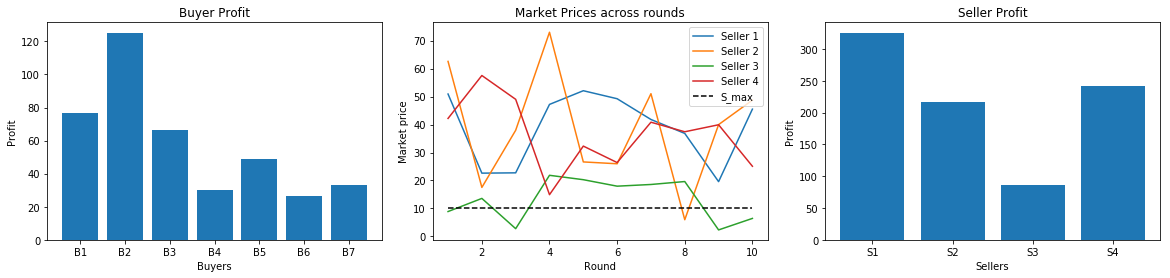 Buyer Profit
Profit
120
100
80
60
40
20
0
B1 B2 B3 B4 B5 B6 B7
Buyers
Market Prices across rounds
Market price
70
60
50
40
30
20
10
0
Seller 1
Seller 2
Seller 3
Seller 4
S_max
2 4 6 8 10
Round
Seller Profit
Profit
300
250
200
150
100
50
0
S1 S2 S3 S4
Sellers